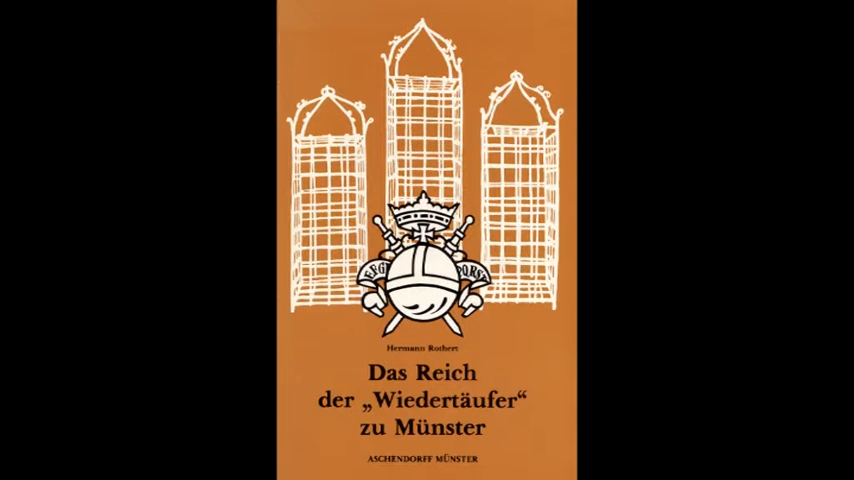 Hermann Rothert
Das Reich
der „Wiedertäufer“
zu Münster
ASCHENDORFF MÜNSTER